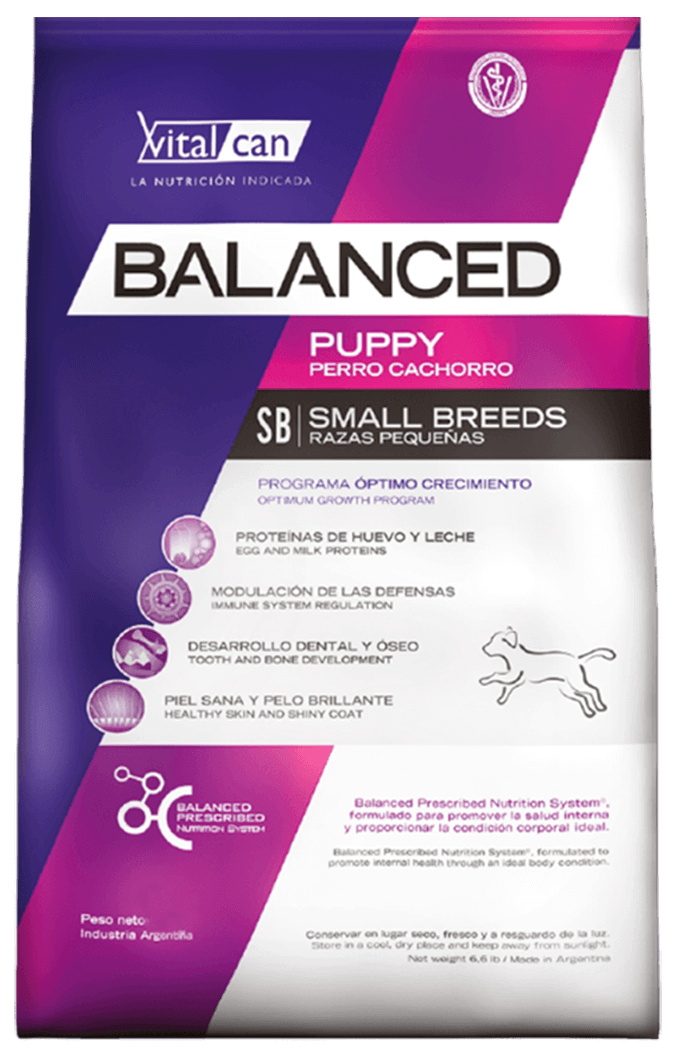 Vital can
LA NUTRICIÓN INDICADA
BALANCED
PUPPY
PERRO CACHORRO
SB SMALL BREEDS
RAZAS PEQUEÑAS
PROGRAMA ÓPTIMO CRECIMIENTO
OPTIMUM GROWTH PROGRAM
PROTEÍNAS DE HUEVO Y LECHE
EGG AND MILK PROTEINS
MODULACIÓN DE LAS DEFENSAS
IMMUNE SYSTEM REGULATION
DESARROLLO DENTAL Y ÓSEO
TOOTH AND BONE DEVELOPMENT
PIEL SANA Y PELO BRILLANTE
HEALTHY SKIN AND SHINY COAT
BALANCED
PRESCRIBED
NUTRITION SYSTEM
Balanced Prescribed Nutrition System®,
formulado para promover la salud interna
y proporcionar la condición corporal ideal.
Balanced Prescribed Nutrition System®, formulated to
promote internal health through an ideal body condition.
Peso neto:
Industria Argentina
Conservar en lugar seco, fresco y a resguardo de la luz.
Store in a cool, dry place and keep away from sunlight.
Net weight 6,6 lb / Made in Argentina